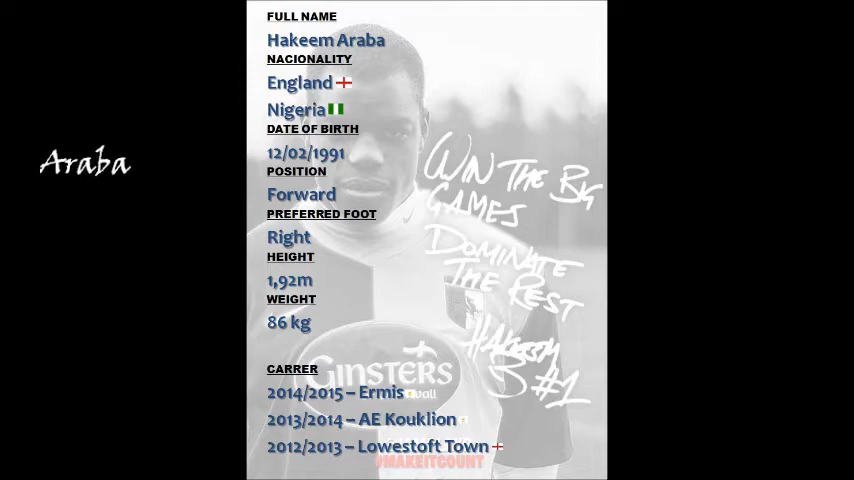 FULL NAME
Hakeem Araba
NACIONALITY
England
Nigeria
DATE OF BIRTH
12/02/1991
POSITION
Forward
PREFERRED FOOT
Right
HEIGHT
1,92m
WEIGHT
86 kg
CARRER
2014/2015 – Ermis
2013/2014 – AE Kouklion
2012/2013 – Lowestoft Town
Araba
WIN THE BIG
GAMES
DOMINATE
THE REST
HAKEEM
#1
GINSTERS
#MAKEITCOUNT